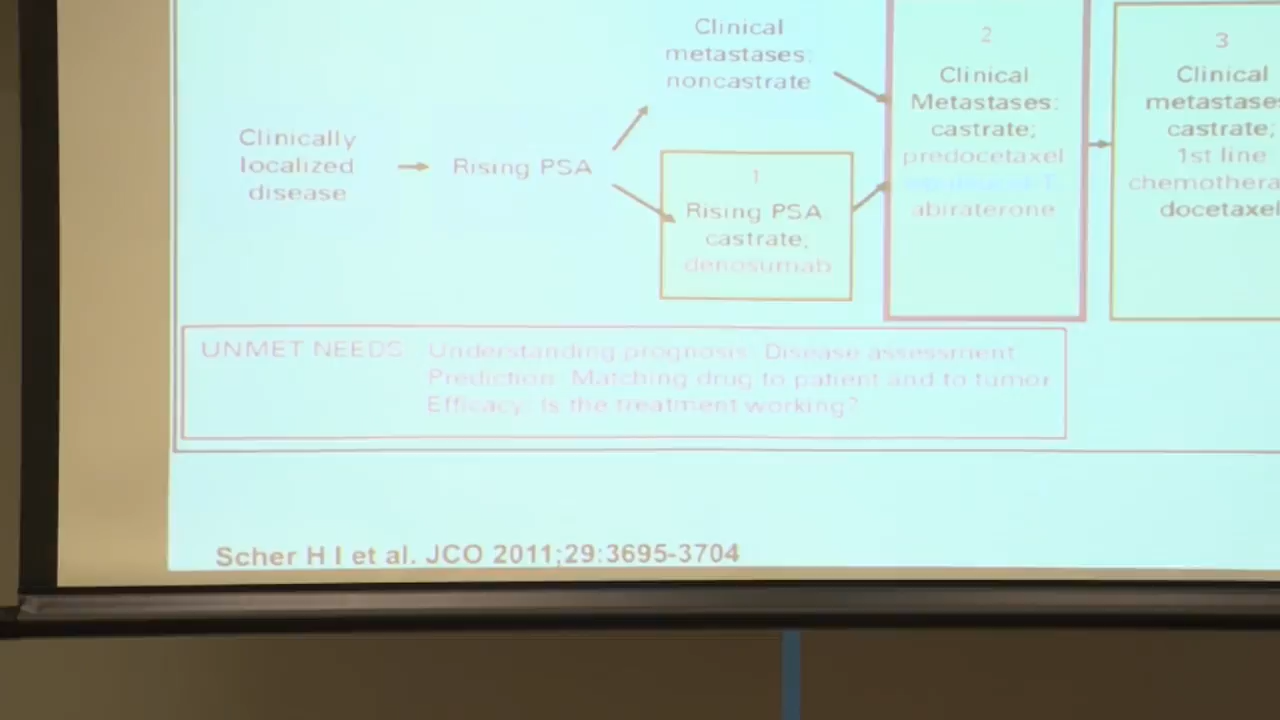 Clinically
localized
disease
Rising PSA
Clinical
metastases:
noncastrate
1
Rising PSA
castrate;
denosumab
2
Clinical
Metastases:
castrate;
predocetaxel
abiraterone
3
Clinical
metastases
castrate;
1st line
chemothera
docetaxel
UNMET NEEDS: Understanding prognosis: Disease assessment
Prediction: Matching drug to patient and to tumor
Efficacy: Is the treatment working?
Scher H I et al. JCO 2011;29:3695-3704